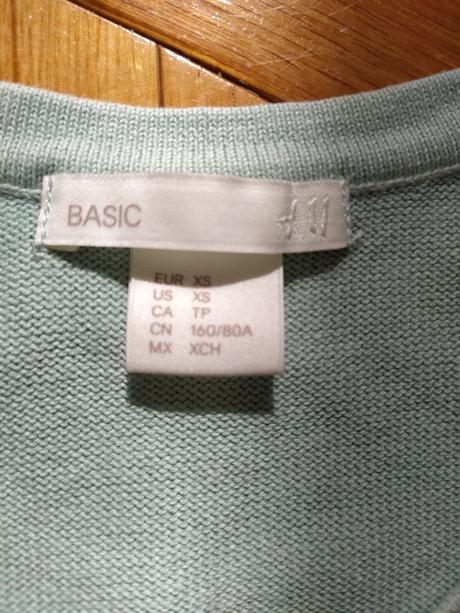 BASIC H&M
EUR XS
US XS
CA TP
CN 160/80A
MX XCH